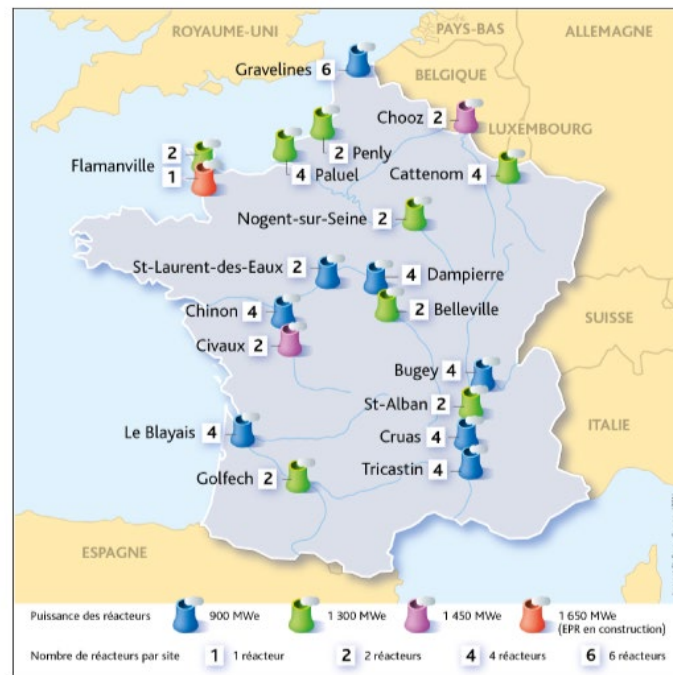 ROYAUME-UNI
PAYS-BAS
ALLEMAGNE
Gravelines 6
BELGIQUE
Chooz 2
LUXEMBOURG
2
Flamanville
1
2 Penly
4 Paluel
Cattenom 4
Nogent-sur-Seine 2
St-Laurent-des-Eaux 2
4 Dampierre
Chinon 4
2 Belleville
SUISSE
Civaux 2
Bugey 4
St-Alban 2
Le Blayais 4
Cruas 4
ITALIE
Golfech 2
Tricastin 4
ESPAGNE
Puissance des réacteurs 900 MWe 1 300 MWe 1 450 MWe 1 650 MWe
(EPR en construction)
Nombre de réacteurs par site 1 1 réacteur 2 2 réacteurs 4 4 réacteurs 6 6 réacteurs